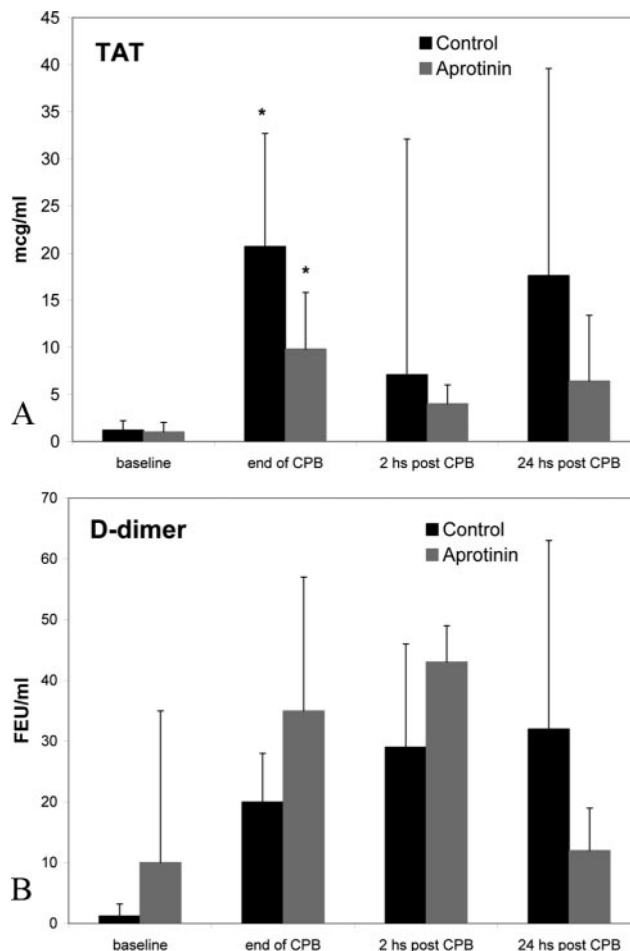 45
TAT
Control
40
Aprotinin
35
*
30
mcg/ml
25
20
*
15
10
5
A
0
baseline end of CPB 2 hs post CPB 24 hs post CPB
70
D-dimer
Control
60
Aprotinin
50
40
FEU/ml
30
20
10
B
0
baseline end of CPB 2 hs post CPB 24 hs post CPB